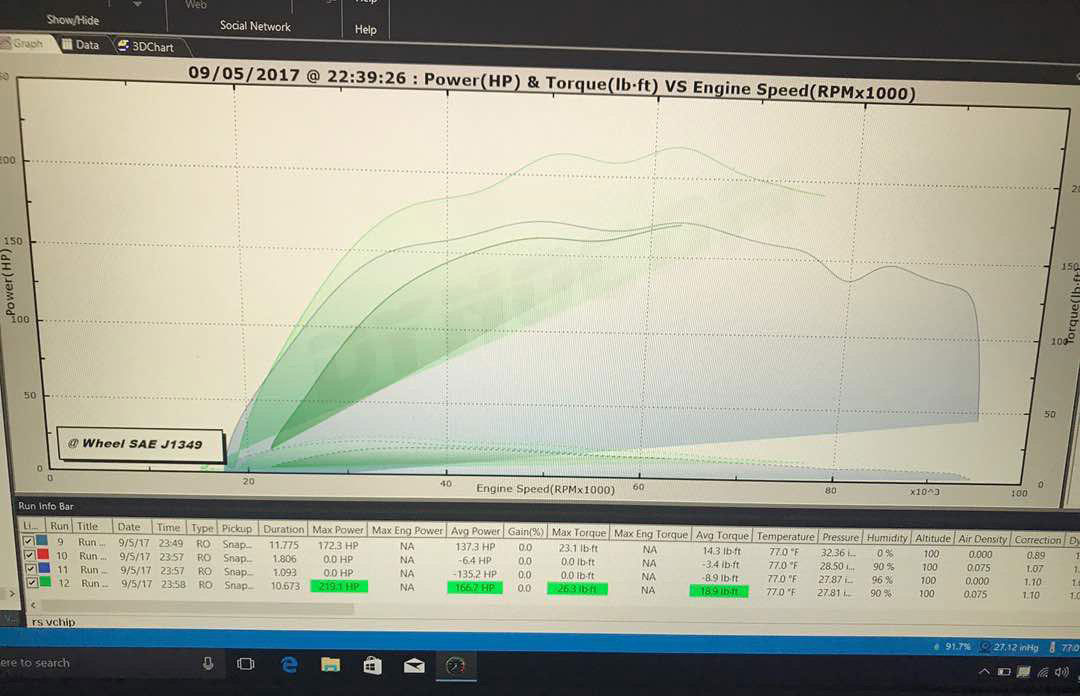 Show/Hide
Web
Social Network
Help
Help
Graph
Data
3DChart
09/05/2017 @ 22:39:26 : Power(HP) & Torque(lb·ft) VS Engine Speed(RPMx1000)
200
150
100
50
0
Power(HP)
150
100
50
0
Torque(lb·ft)
@ Wheel SAE J1349
0 20 40 60 80 x10^3 100
Engine Speed(RPMx1000)
Run Info Bar
Li... Run Title Date Time Type Pickup Duration Max Power Max Eng Power Avg Power Gain(%) Max Torque Max Eng Torque Avg Torque Temperature Pressure Humidity Altitude Air Density Correction
9 Run ... 9/5/17 23:49 RO Snap... 11.775 172.3 HP NA 137.3 HP 0.0 23.1 lb·ft NA 14.3 lb·ft 77.0 °F 32.36 i... 0 % 100 0.000 0.89
10 Run ... 9/5/17 23:57 RO Snap... 1.806 0.0 HP NA -6.4 HP 0.0 0.0 lb·ft NA -3.4 lb·ft 77.0 °F 28.50 i... 90 % 100 0.075 1.07
11 Run ... 9/5/17 23:57 RO Snap... 1.093 0.0 HP NA -135.2 HP 0.0 0.0 lb·ft NA -8.9 lb·ft 77.0 °F 27.87 i... 96 % 100 0.000 1.10
12 Run ... 9/5/17 23:58 RO Snap... 10.673 219.1 HP NA 166.7 HP 0.0 26.3 lb·ft NA 18.9 lb·ft 77.0 °F 27.81 i... 90 % 100 0.075 1.10
rs vchip
91.7% 27.12 inHg 77.0
ere to search